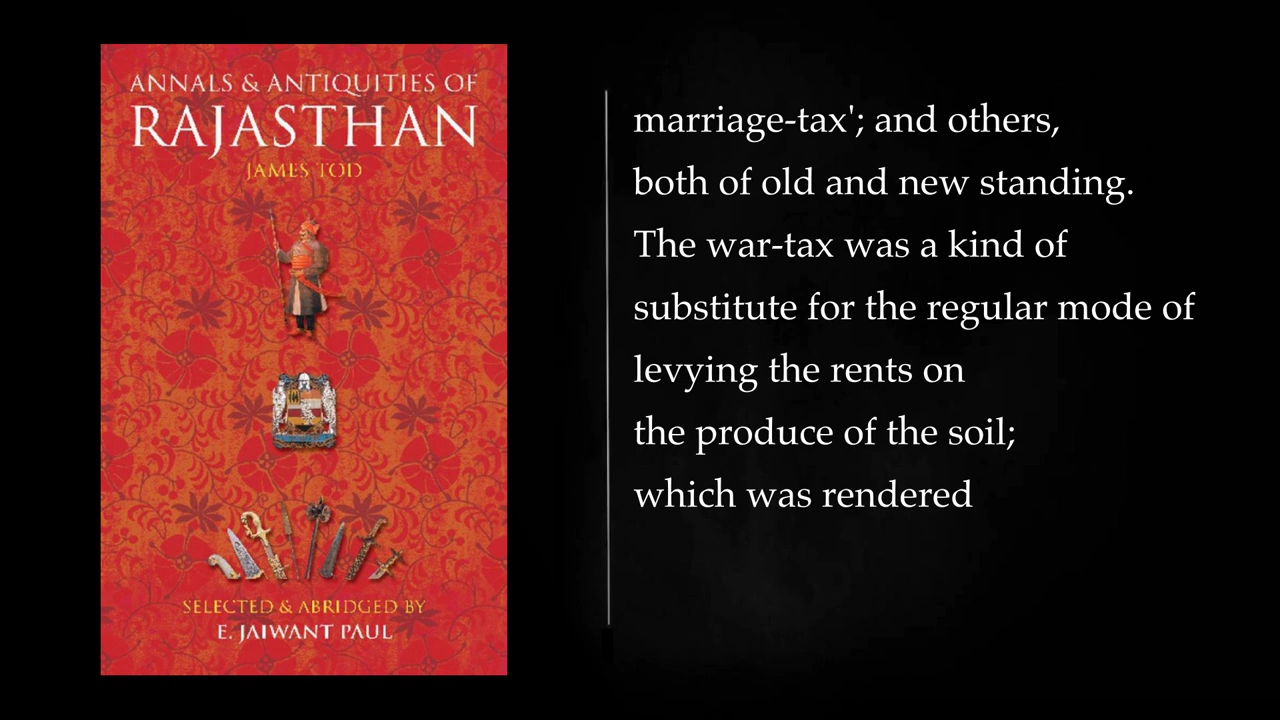 ANNALS & ANTIQUITIES OF
RAJASTHAN
JAMES TOD
SELECTED & ABRIDGED BY
E. JAIWANT PAUL
marriage-tax'; and others,
both of old and new standing.
The war-tax was a kind of
substitute for the regular mode of
levying the rents on
the produce of the soil;
which was rendered